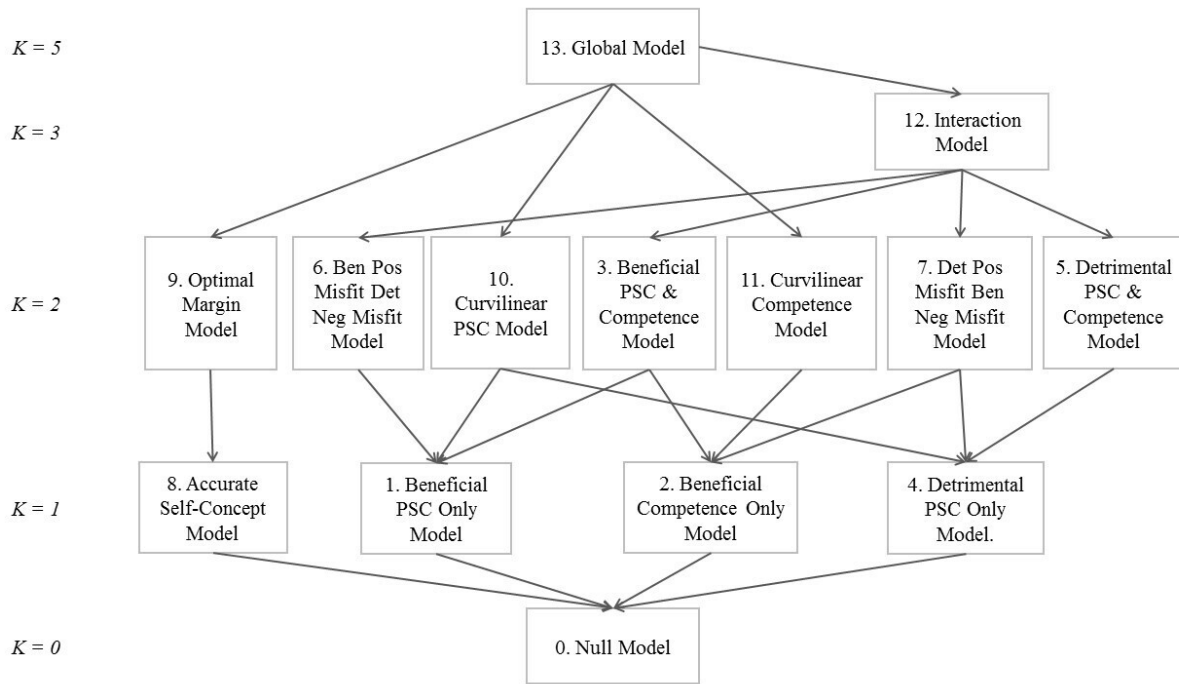 K = 5
13. Global Model
K = 3
12. Interaction
Model
K = 2
9. Optimal
Margin
Model
6. Ben Pos
Misfit Det
Neg Misfit
Model
10.
Curvilinear
PSC Model
3. Beneficial
PSC &
Competence
Model
11.
Curvilinear
Competence
Model
7. Det Pos
Misfit Ben
Neg Misfit
Model
5. Detrimental
PSC &
Competence
Model
K = 1
8. Accurate
Self-Concept
Model
1. Beneficial
PSC Only
Model
2. Beneficial
Competence Only
Model
4. Detrimental
PSC Only
Model.
K = 0
0. Null Model